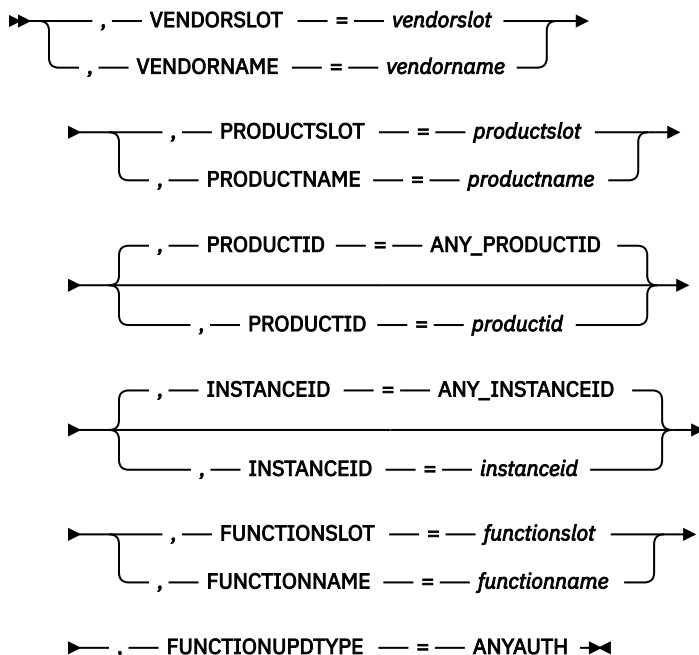 , VENDORSLOT = vendorslot
, VENDORNAME = vendorname
, PRODUCTSLOT = productslot
, PRODUCTNAME = productname
, PRODUCTID = ANY_PRODUCTID
, PRODUCTID = productid
, INSTANCEID = ANY_INSTANCEID
, INSTANCEID = instanceid
, FUNCTIONSLOT = functionslot
, FUNCTIONNAME = functionname
. FUNCTIONUPDTYPE = ANYAUTH